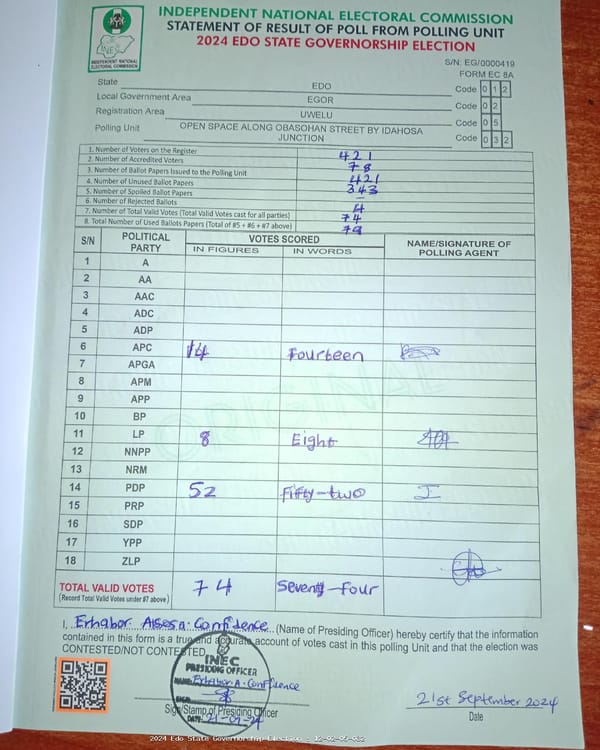 INDEPENDENT NATIONAL ELECTORAL COMMISSION
STATEMENT OF RESULT OF POLL FROM POLLING UNIT
2024 EDO STATE GOVERNORSHIP ELECTION
INEC
INDEPENDENT NATIONAL
ELECTORAL COMMISSION
S/N: EG/0000419
FORM EC 8A
State EDO Code 0 1 2
Local Government Area EGOR Code 0 2
Registration Area UWELU Code 0 5
Polling Unit OPEN SPACE ALONG OBASOHAN STREET BY IDAHOSA JUNCTION Code 0 3 2
1. Number of Voters on the Register 421
2. Number of Accredited Voters 78
3. Number of Ballot Papers Issued to the Polling Unit 421
4. Number of Unused Ballot Papers 343
5. Number of Spoiled Ballot Papers -
6. Number of Rejected Ballots 4
7. Number of Total Valid Votes (Total Valid Votes cast for all parties) 74
8. Total Number of Used Ballots Papers (Total of #5 + #6 + #7 above) 78
S/N POLITICAL PARTY VOTES SCORED NAME/SIGNATURE OF POLLING AGENT
IN FIGURES IN WORDS
1 A
2 AA
3 AAC
4 ADC
5 ADP
6 APC 14 Fourteen
7 APGA
8 APM
9 APP
10 BP
11 LP 8 Eight
12 NNPP
13 NRM
14 PDP 52 Fifty-two
15 PRP
16 SDP
17 YPP
18 ZLP
ORIGINAL
TOTAL VALID VOTES 74 Seventy-Four
(Record Total Valid Votes under #7 above)
I, Erhabor Confidence (Name of Presiding Officer) hereby certify that the information
contained in this form is a true and accurate account of votes cast in this polling Unit and that the election was
CONTESTED/NOT CONTESTED.
INEC
PRESIDING OFFICER
NAME: Erhabor A. Confidence
SIGN
DATE: 21-09-24
Sign/Stamp of Presiding Officer
21st September 2024
Date
2024 Edo State Governorship Election - 12-02-05-032